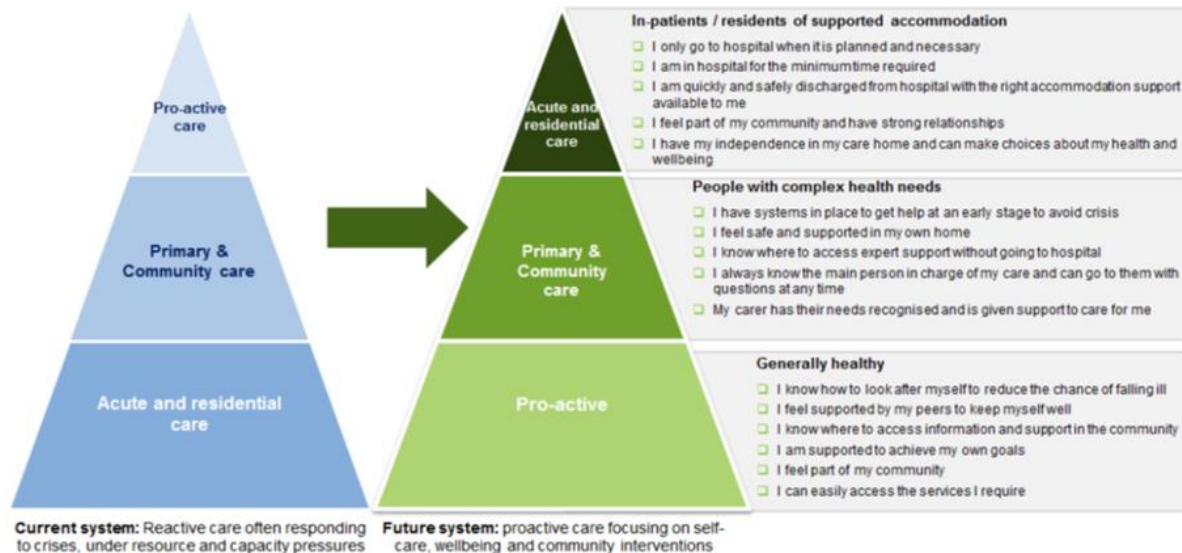 Pro-active
care
Primary &
Community care
Acute and residential
care
Current system: Reactive care often responding
to crises, under resource and capacity pressures
Acute and
residential
care
Primary &
Community
care
Pro-active
Future system: proactive care focusing on self-
care, wellbeing and community interventions
In-patients / residents of supported accommodation
I only go to hospital when it is planned and necessary
I am in hospital for the minimum time required
I am quickly and safely discharged from hospital with the right accommodation support
available to me
I feel part of my community and have strong relationships
I have my independence in my care home and can make choices about my health and
wellbeing
People with complex health needs
I have systems in place to get help at an early stage to avoid crisis
I feel safe and supported in my own home
I know where to access expert support without going to hospital
I always know the main person in charge of my care and can go to them with
questions at any time
My carer has their needs recognised and is given support to care for me
Generally healthy
I know how to look after myself to reduce the chance of falling ill
I feel supported by my peers to keep myself well
I know where to access information and support in the community
I am supported to achieve my own goals
I feel part of my community
I can easily access the services I require